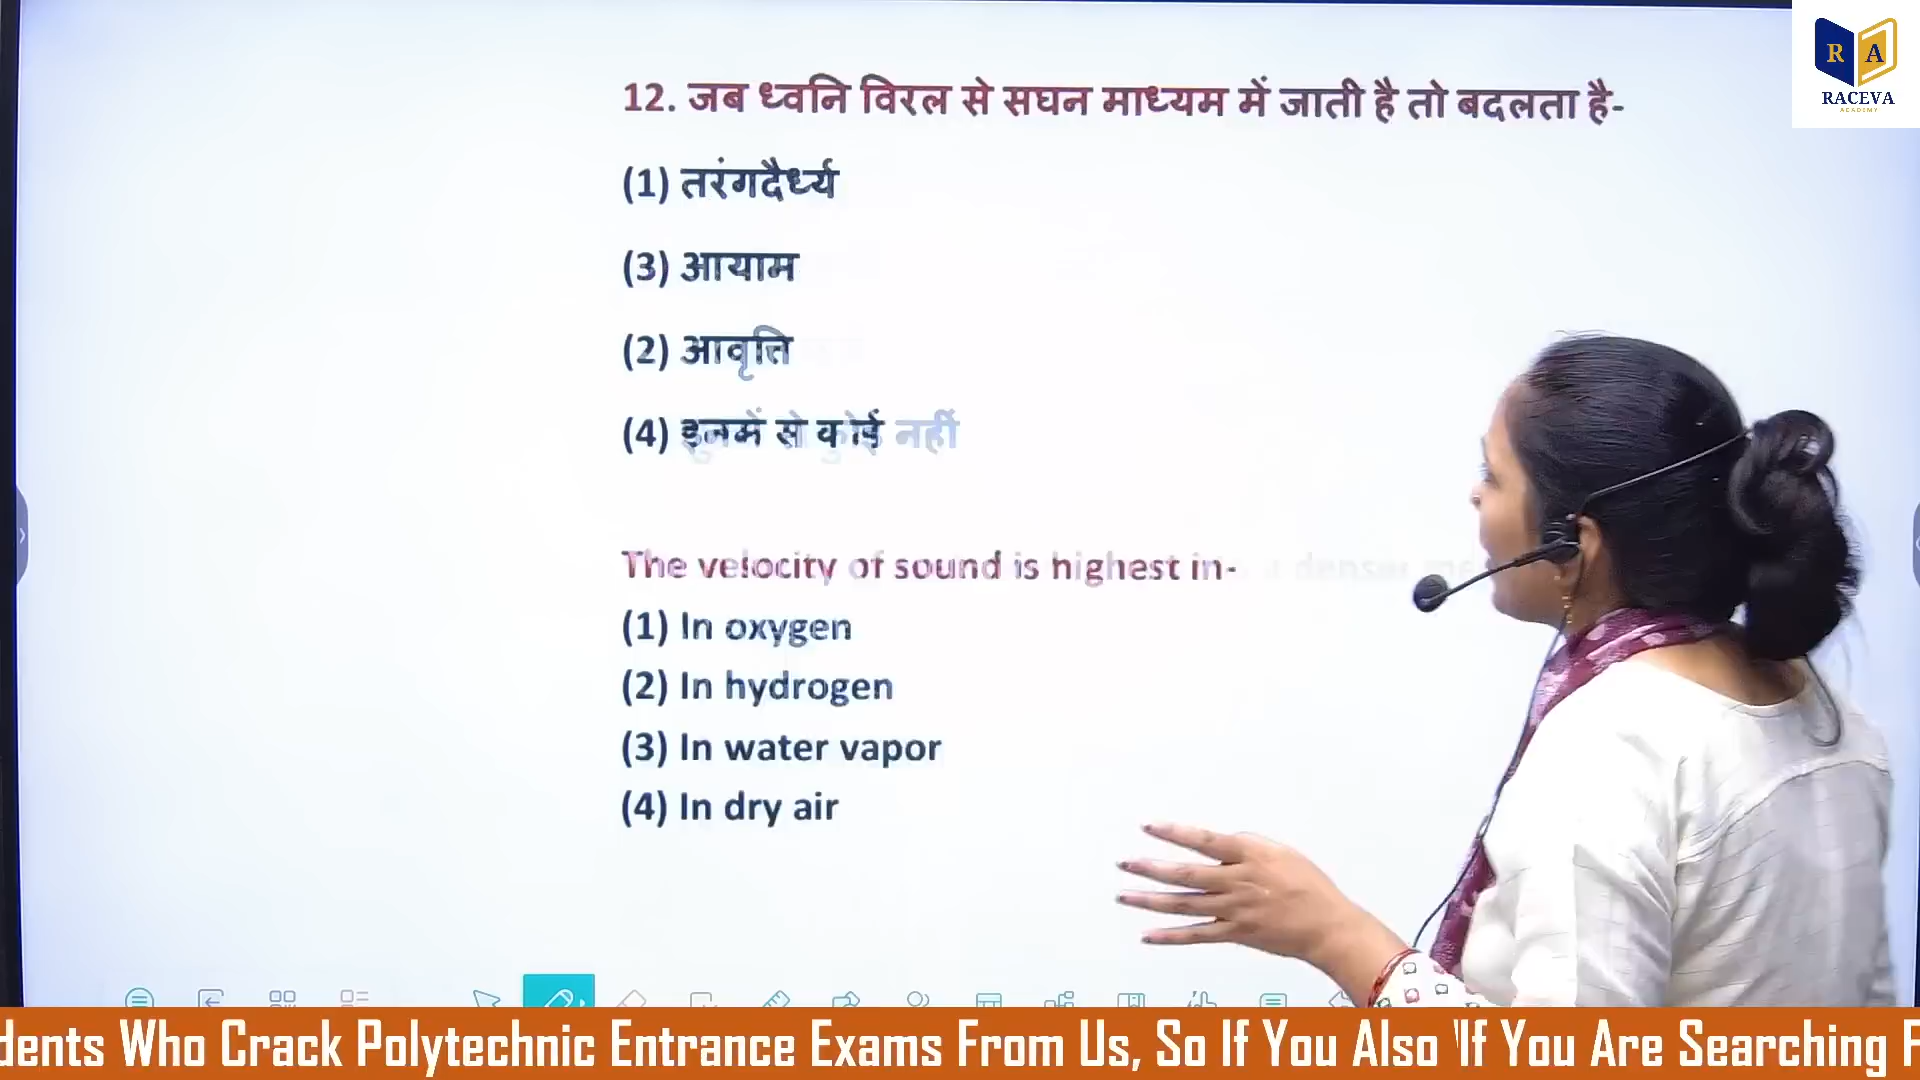 12. जब ध्वनि विरल से सघन माध्यम में जाती है तो बदलता है-
(1) तरंगदैर्ध्य
(3) आयाम
(2) आवृत्ति
(4) इनमें से कोई नहीं
The velocity of sound is highest in-
(1) In oxygen
(2) In hydrogen
(3) In water vapor
(4) In dry air
R A
RACEVA
ACADEMY
dents Who Crack Polytechnic Entrance Exams From Us, So If You Also If You Are Searching F